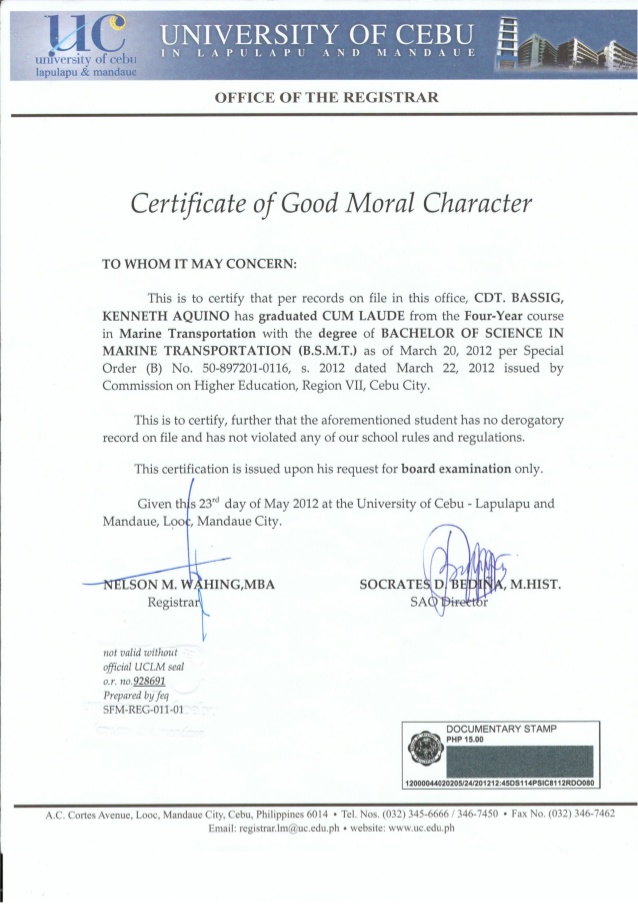 UC
university of cebu
lapulapu & mandaue
UNIVERSITY OF CEBU
IN LAPULAPU AND MANDAUE
OFFICE OF THE REGISTRAR
Certificate of Good Moral Character
TO WHOM IT MAY CONCERN:
This is to certify that per records on file in this office, CDT. BASSIG,
KENNETH AQUINO has graduated CUM LAUDE from the Four-Year course
in Marine Transportation with the degree of BACHELOR OF SCIENCE IN
MARINE TRANSPORTATION (B.S.M.T.) as of March 20, 2012 per Special
Order (B) No. 50-897201-0116, s. 2012 dated March 22, 2012 issued by
Commission on Higher Education, Region VII, Cebu City.
This is to certify, further that the aforementioned student has no derogatory
record on file and has not violated any of our school rules and regulations.
This certification is issued upon his request for board examination only.
Given this 23rd day of May 2012 at the University of Cebu - Lapulapu and
Mandaue, Looc, Mandaue City.
NELSON M. WAHING,MBA
Registrar
SOCRATES D. BEDIÑA, M.HIST.
SAO Director
not valid without
official UCLM seal
o.r. no.928691
Prepared by feq
SFM-REG-011-01
DOCUMENTARY STAMP
PHP 15.00
12000044020205/24/201212:45DS114PSIC8112RDO080
A.C. Cortes Avenue, Looc, Mandaue City, Cebu, Philippines 6014 • Tel. Nos. (032) 345-6666 / 346-7450 • Fax No. (032) 346-7462
Email: registrar.lm@uc.edu.ph • website: www.uc.edu.ph